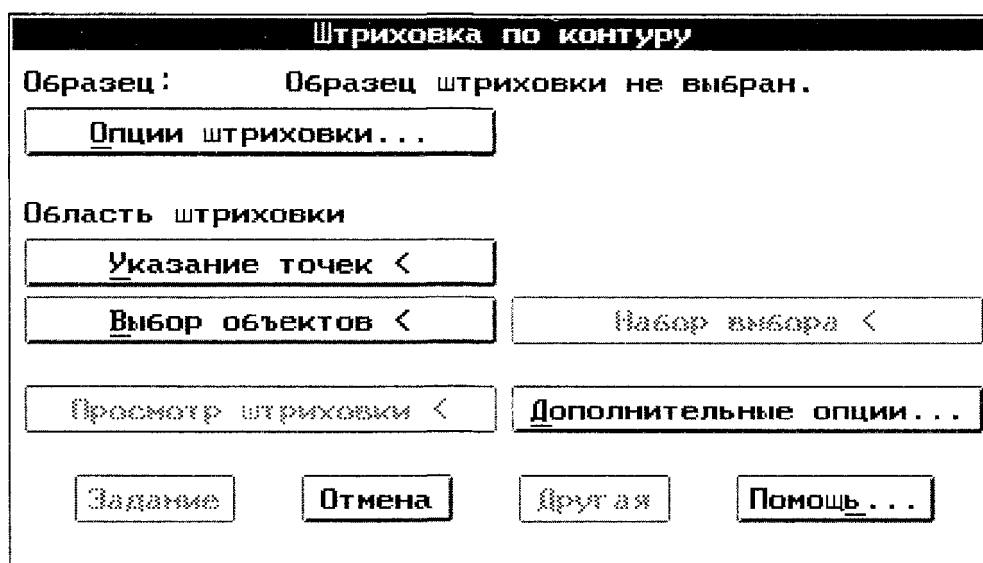 Штриховка по контуру
Образец: Образец штриховки не выбран.
Опции штриховки...
Область штриховки
Указание точек <
Выбор объектов < Набор выбора <
Просмотр штриховки < Дополнительные опции...
Задание Отмена Другая Помощь...